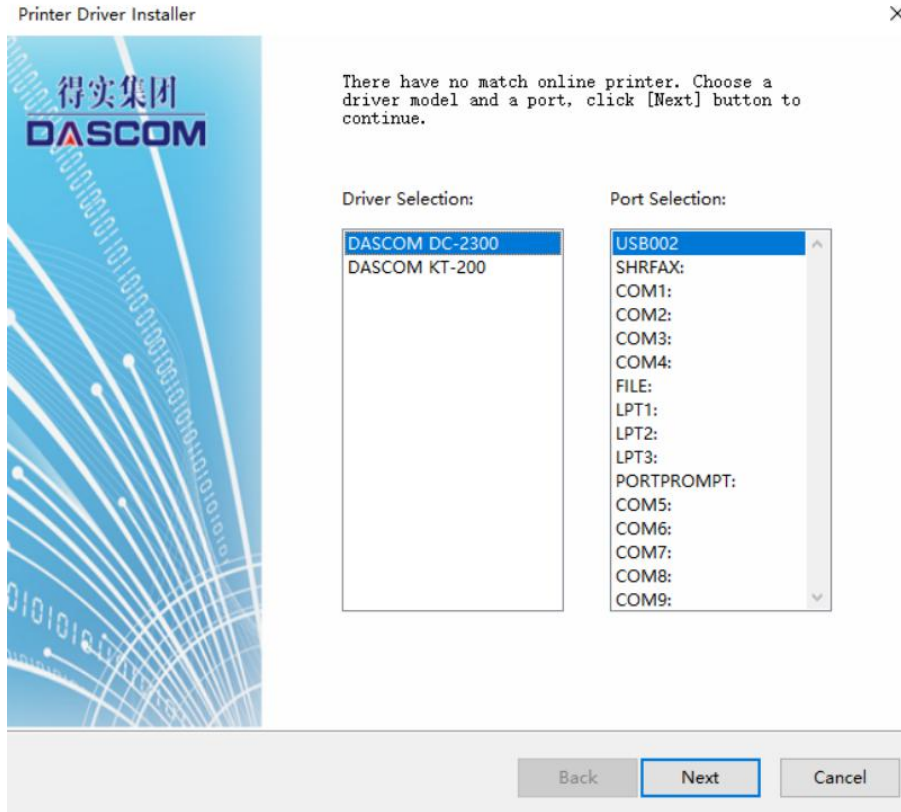 Printer Driver Installer
得实集团
DASCOM
There have no match online printer. Choose a
driver model and a port, click [Next] button to
continue.
Driver Selection:
DASCOM DC-2300
DASCOM KT-200
Port Selection:
USB002
SHRFAX:
COM1:
COM2:
COM3:
COM4:
FILE:
LPT1:
LPT2:
LPT3:
PORTPROMPT:
COM5:
COM6:
COM7:
COM8:
COM9:
Back
Next
Cancel